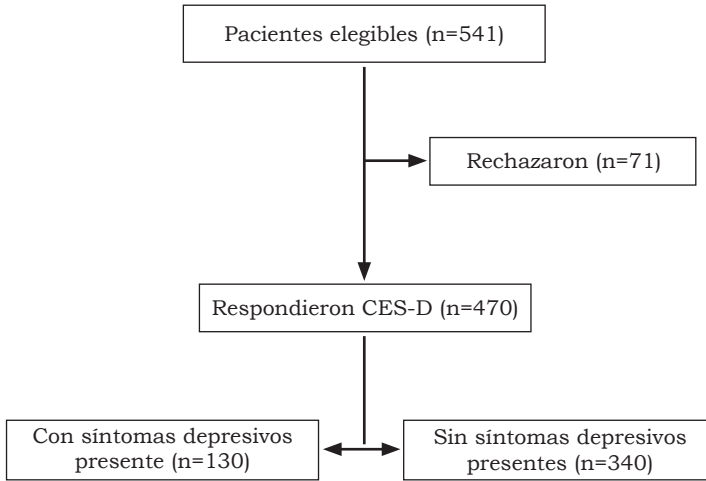 Pacientes elegibles (n=541)
Rechazaron (n=71)
Respondieron CES-D (n=470)
Con síntomas depresivos
presente (n=130)
Sin síntomas depresivos
presentes (n=340)